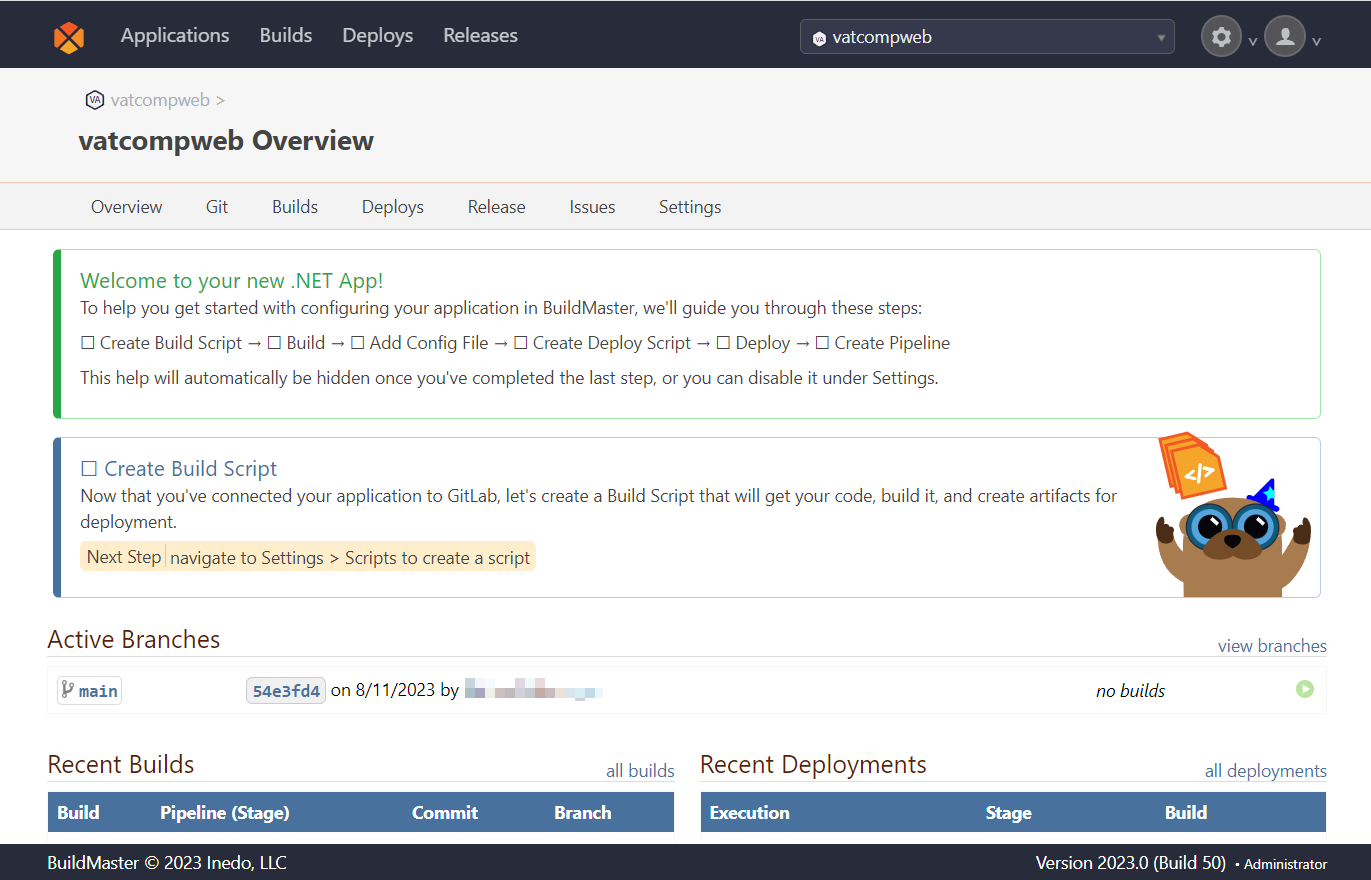 Applications Builds Deploys Releases
VA vatcompweb
VA vatcompweb >
vatcompweb Overview
Overview Git Builds Deploys Release Issues Settings
Welcome to your new .NET App!
To help you get started with configuring your application in BuildMaster, we'll guide you through these steps:
☐ Create Build Script → ☐ Build → ☐ Add Config File → ☐ Create Deploy Script → ☐ Deploy → ☐ Create Pipeline
This help will automatically be hidden once you've completed the last step, or you can disable it under Settings.
☐ Create Build Script
Now that you've connected your application to GitLab, let's create a Build Script that will get your code, build it, and create artifacts for
deployment.
Next Step navigate to Settings > Scripts to create a script
</>
Active Branches view branches
main 54e3fd4 on 8/11/2023 by no builds
Recent Builds all builds
Build Pipeline (Stage) Commit Branch
Recent Deployments all deployments
Execution Stage Build
BuildMaster © 2023 Inedo, LLC Version 2023.0 (Build 50) • Administrator